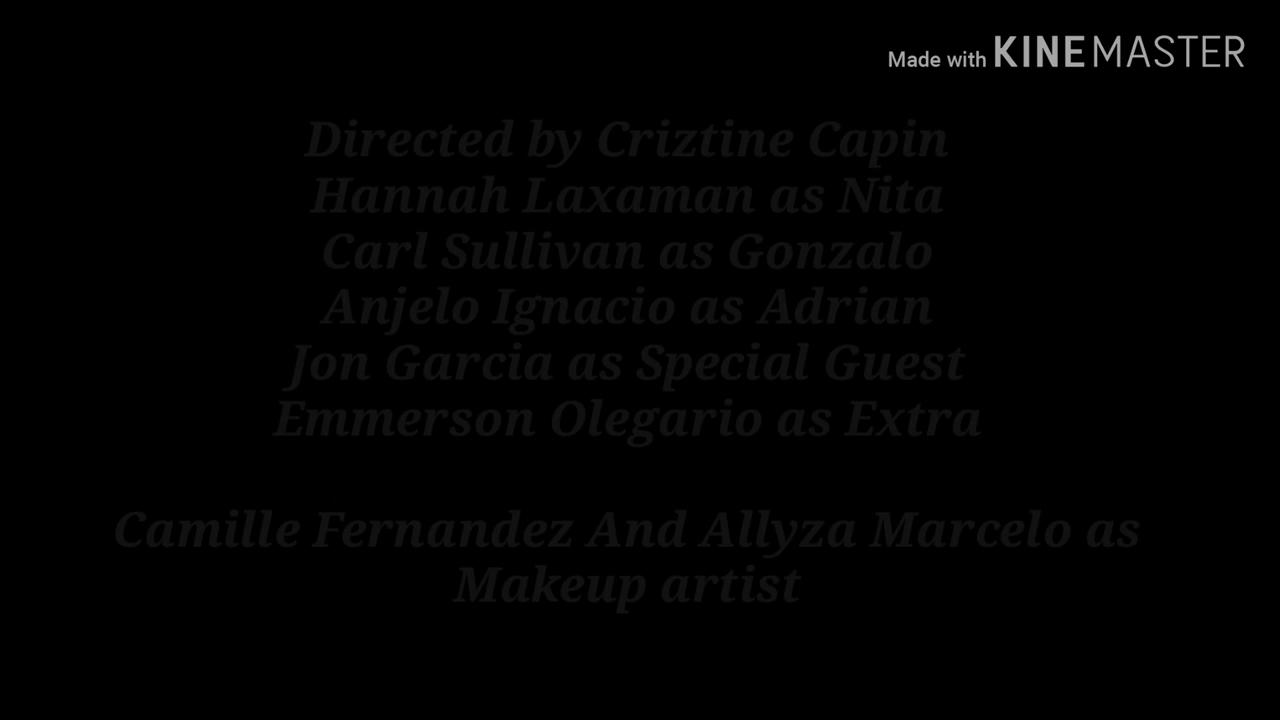 Made with KINEMASTER
Directed by Criztine Capin
Hannah Laxaman as Nita
Carl Sullivan as Gonzalo
Anjelo Ignacio as Adrian
Jon Garcia as Special Guest
Emmerson Olegario as Extra
Camille Fernandez And Allyza Marcelo as
Makeup artist